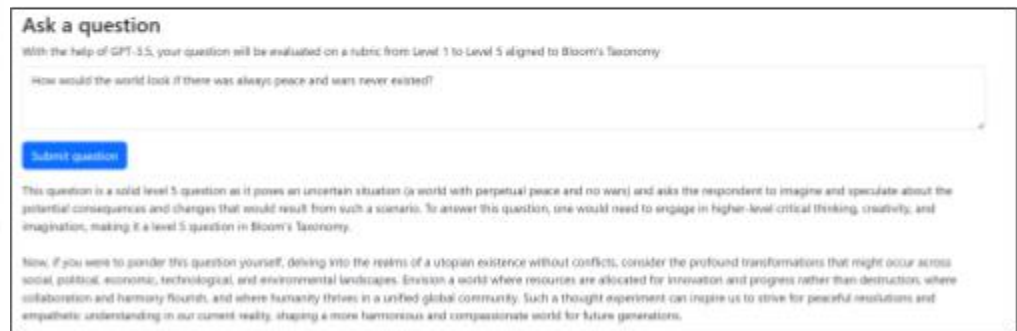 Ask a question
With the help of GPT-3.5, your question will be evaluated on a rubric from Level 1 to Level 5 aligned to Bloom's Taxonomy
How would the world look if there was always peace and wars never existed?
Submit question
This question is a solid level 5 question as it poses an uncertain situation (a world with perpetual peace and no wars) and asks the respondent to imagine and speculate about the
potential consequences and changes that would result from such a scenario. To answer this question, one would need to engage in higher-level critical thinking, creativity, and
imagination, making it a level 5 question in Bloom's Taxonomy.
Now, if you were to ponder this question yourself, delving into the realms of a utopian existence without conflicts, consider the profound transformations that might occur across
social, political, economic, technological, and environmental landscapes. Envision a world where resources are allocated for innovation and progress rather than destruction, where
collaboration and harmony flourish, and where humanity thrives in a unified global community. Such a thought experiment can inspire us to strive for peaceful resolutions and
empathetic understanding in our current reality, shaping a more harmonious and compassionate world for future generations.